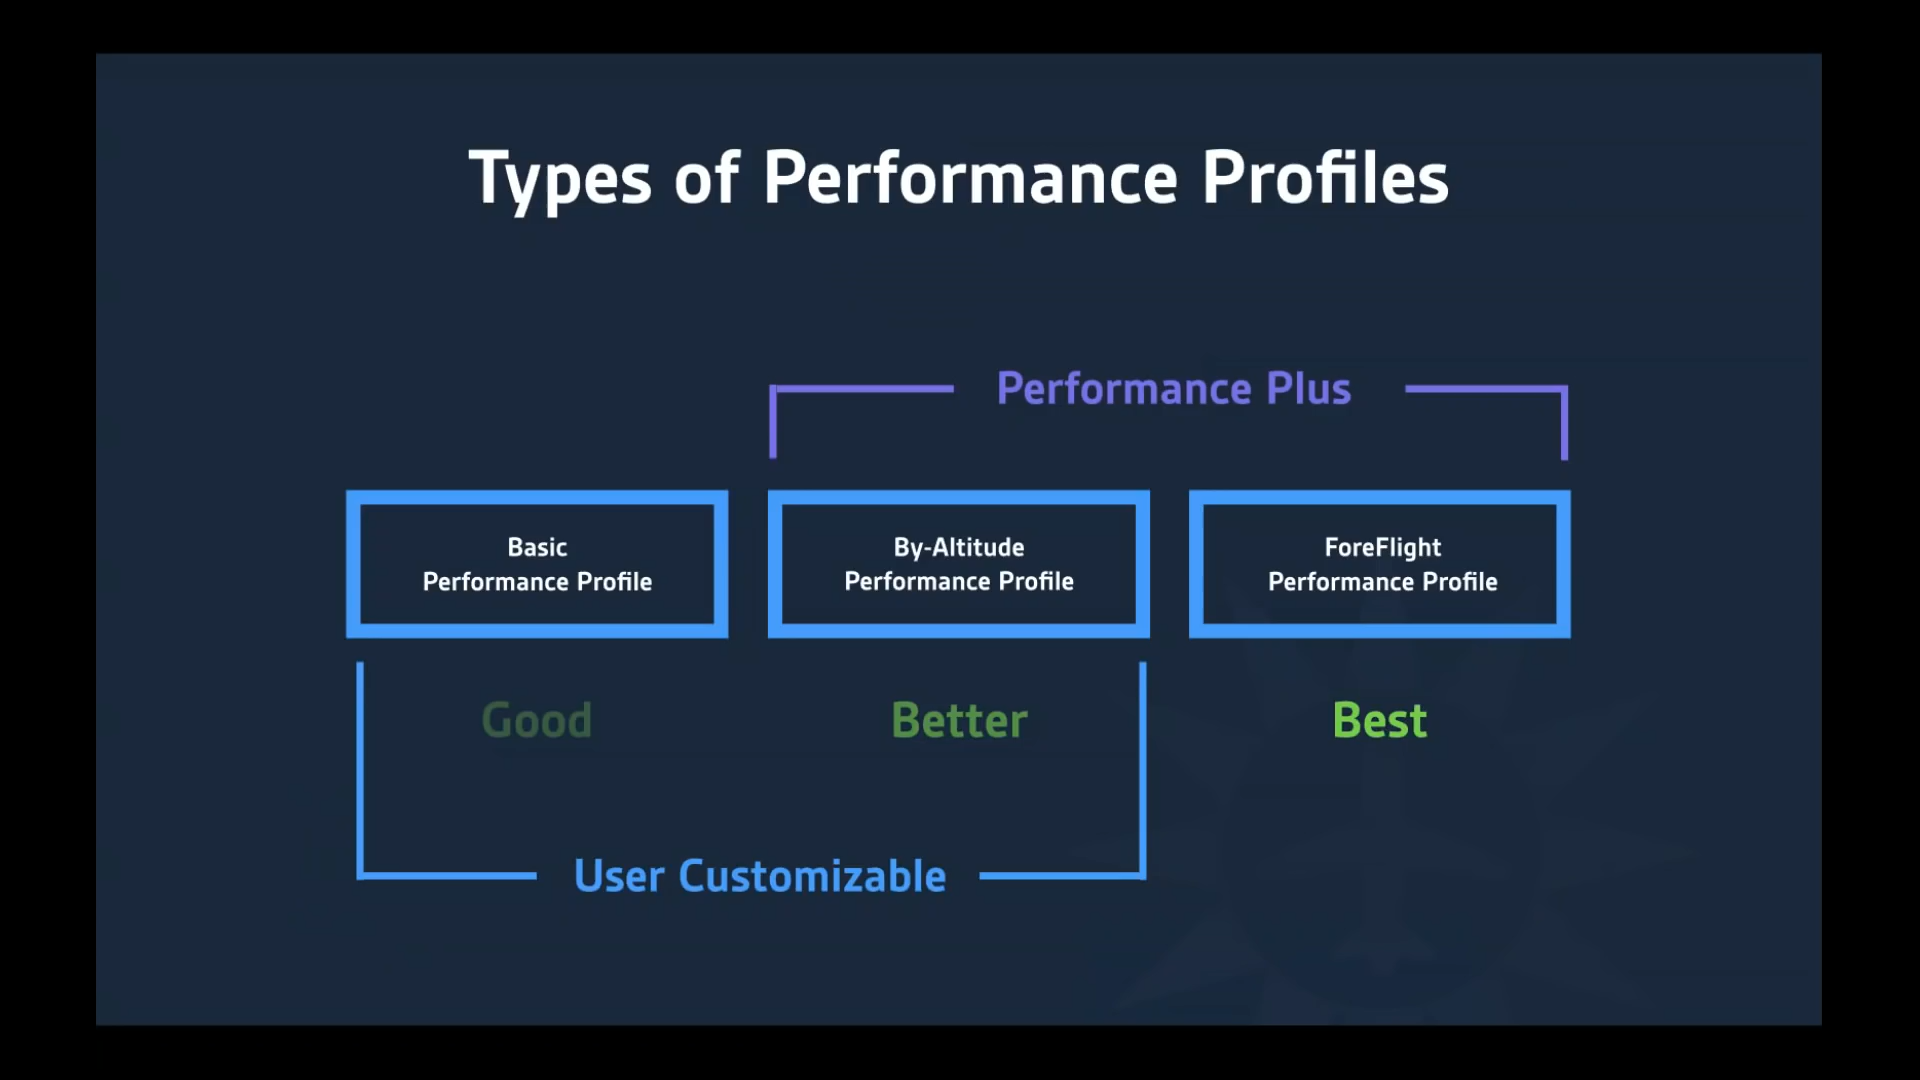 Types of Performance Profiles
Performance Plus
Basic
Performance Profile
By-Altitude
Performance Profile
ForeFlight
Performance Profile
Good
Better
Best
User Customizable